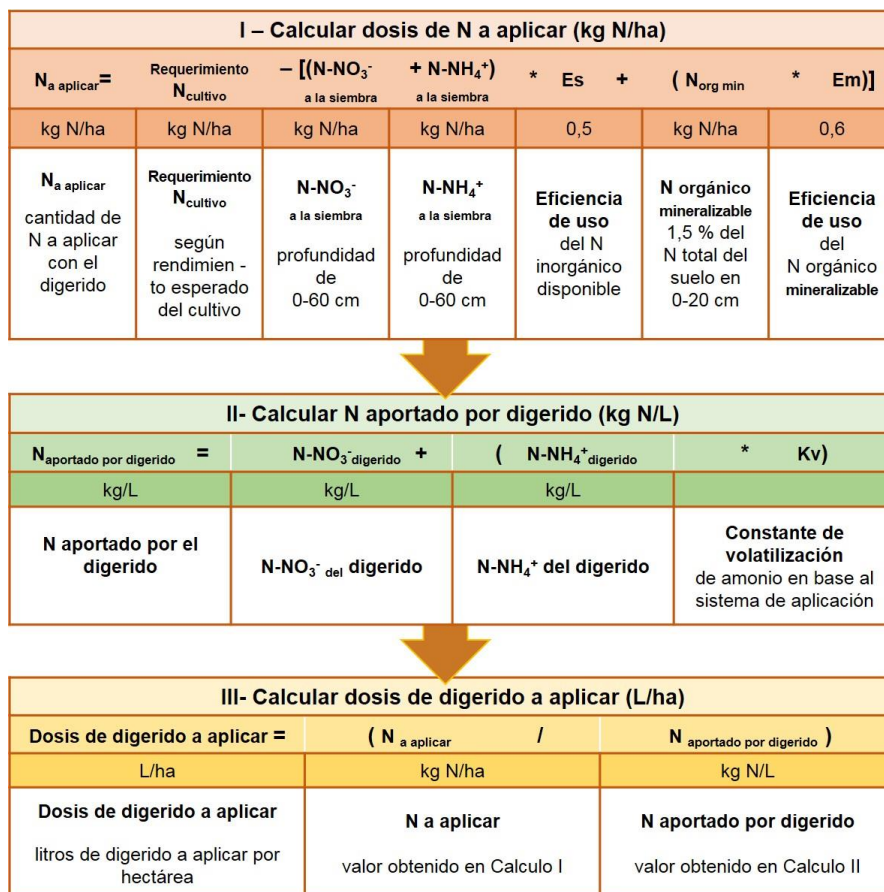 I – Calcular dosis de N a aplicar (kg N/ha)
N a aplicar= Requerimiento N cultivo – [(N-NO₃⁻ a la siembra + N-NH₄⁺) a la siembra * Es + ( N org min * Em)]
kg N/ha kg N/ha kg N/ha kg N/ha 0,5 kg N/ha 0,6
N a aplicar
cantidad de
N a aplicar
con el
digerido
Requerimiento
N cultivo
según
rendimien -
to esperado
del cultivo
N-NO₃⁻
a la siembra
profundidad
de
0-60 cm
N-NH₄⁺
a la siembra
profundidad
de
0-60 cm
Eficiencia
de uso
del N
inorgánico
disponible
N orgánico
mineralizable
1,5 % del
N total del
suelo en
0-20 cm
Eficiencia
de uso
del
N orgánico
mineralizable
II- Calcular N aportado por digerido (kg N/L)
N aportado por digerido = N-NO₃⁻ digerido + ( N-NH₄⁺ digerido * Kv)
kg/L kg/L kg/L
N aportado por el
digerido
N-NO₃⁻ del digerido
N-NH₄⁺ del digerido
Constante de
volatilización
de amonio en base al
sistema de aplicación
III- Calcular dosis de digerido a aplicar (L/ha)
Dosis de digerido a aplicar = ( N a aplicar / N aportado por digerido )
L/ha kg N/ha kg N/L
Dosis de digerido a aplicar
litros de digerido a aplicar por
hectárea
N a aplicar
valor obtenido en Calculo I
N aportado por digerido
valor obtenido en Calculo II